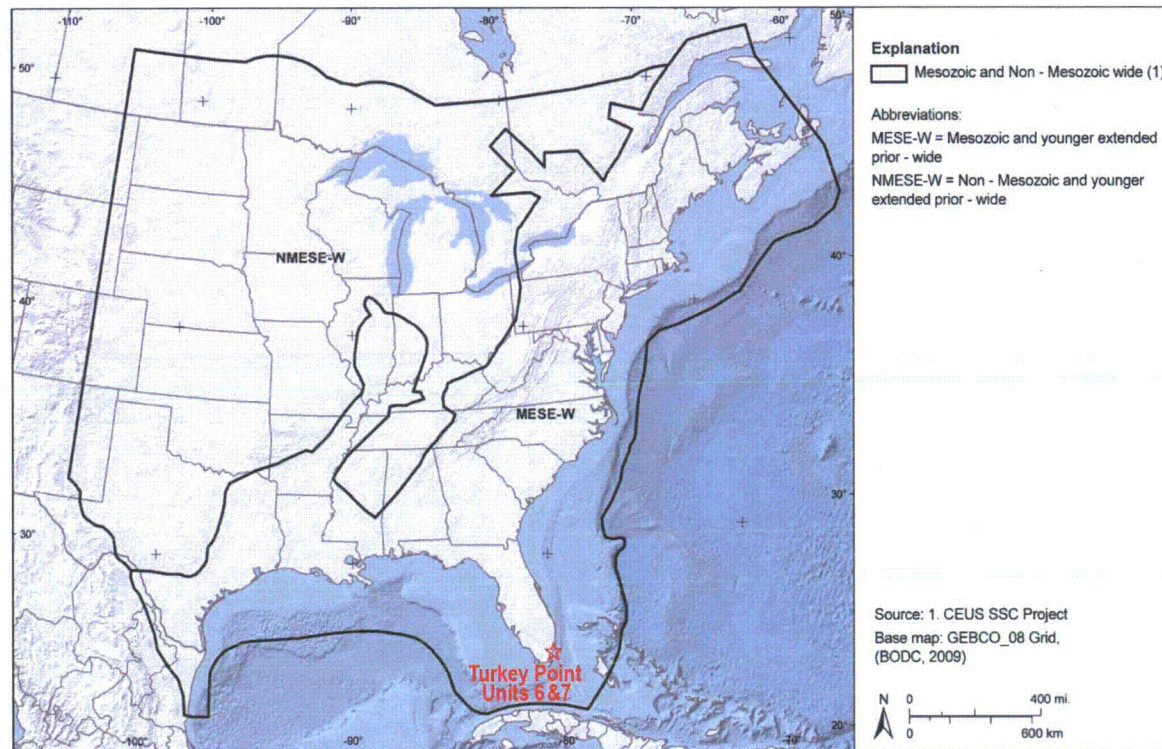 -110°
-100°
-90°
-80°
-70°
-60°
50°
50°
40°
40°
30°
30°
20°
-100°
-90°
-80°
-70°
NMESE-W
MESE-W
Turkey Point
Units 6&7
Explanation
Mesozoic and Non - Mesozoic wide (1)
Abbreviations:
MESE-W = Mesozoic and younger extended
prior - wide
NMESE-W = Non - Mesozoic and younger
extended prior - wide
Source: 1. CEUS SSC Project
Base map: GEBCO_08 Grid,
(BODC, 2009)
N
0 400 mi.
0 600 km